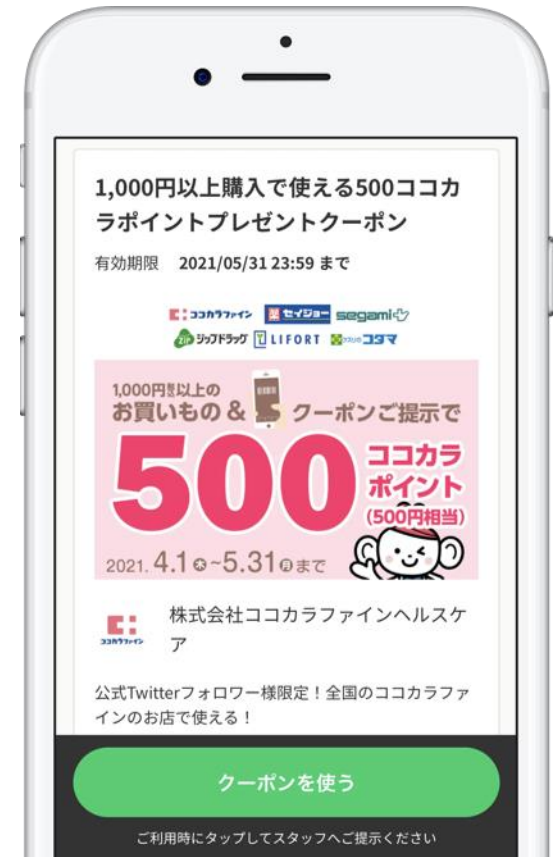 1,000円以上購入で使える500ココカ
ラポイントプレゼントクーポン
有効期限 2021/05/31 23:59 まで
ココカラファイン セイジョー segami
ZIP ジップドラッグ LIFORT クスリのコダマ
1,000円以上の
お買いもの & クーポンご提示で
500 ココカラ
ポイント
(500円相当)
2021. 4.1木~5.31月まで
ココカラファイン
株式会社ココカラファインヘルスケ
ア
公式Twitterフォロワー様限定！全国のココカラファ
インのお店で使える！
クーポンを使う
ご利用時にタップしてスタッフへご提示ください